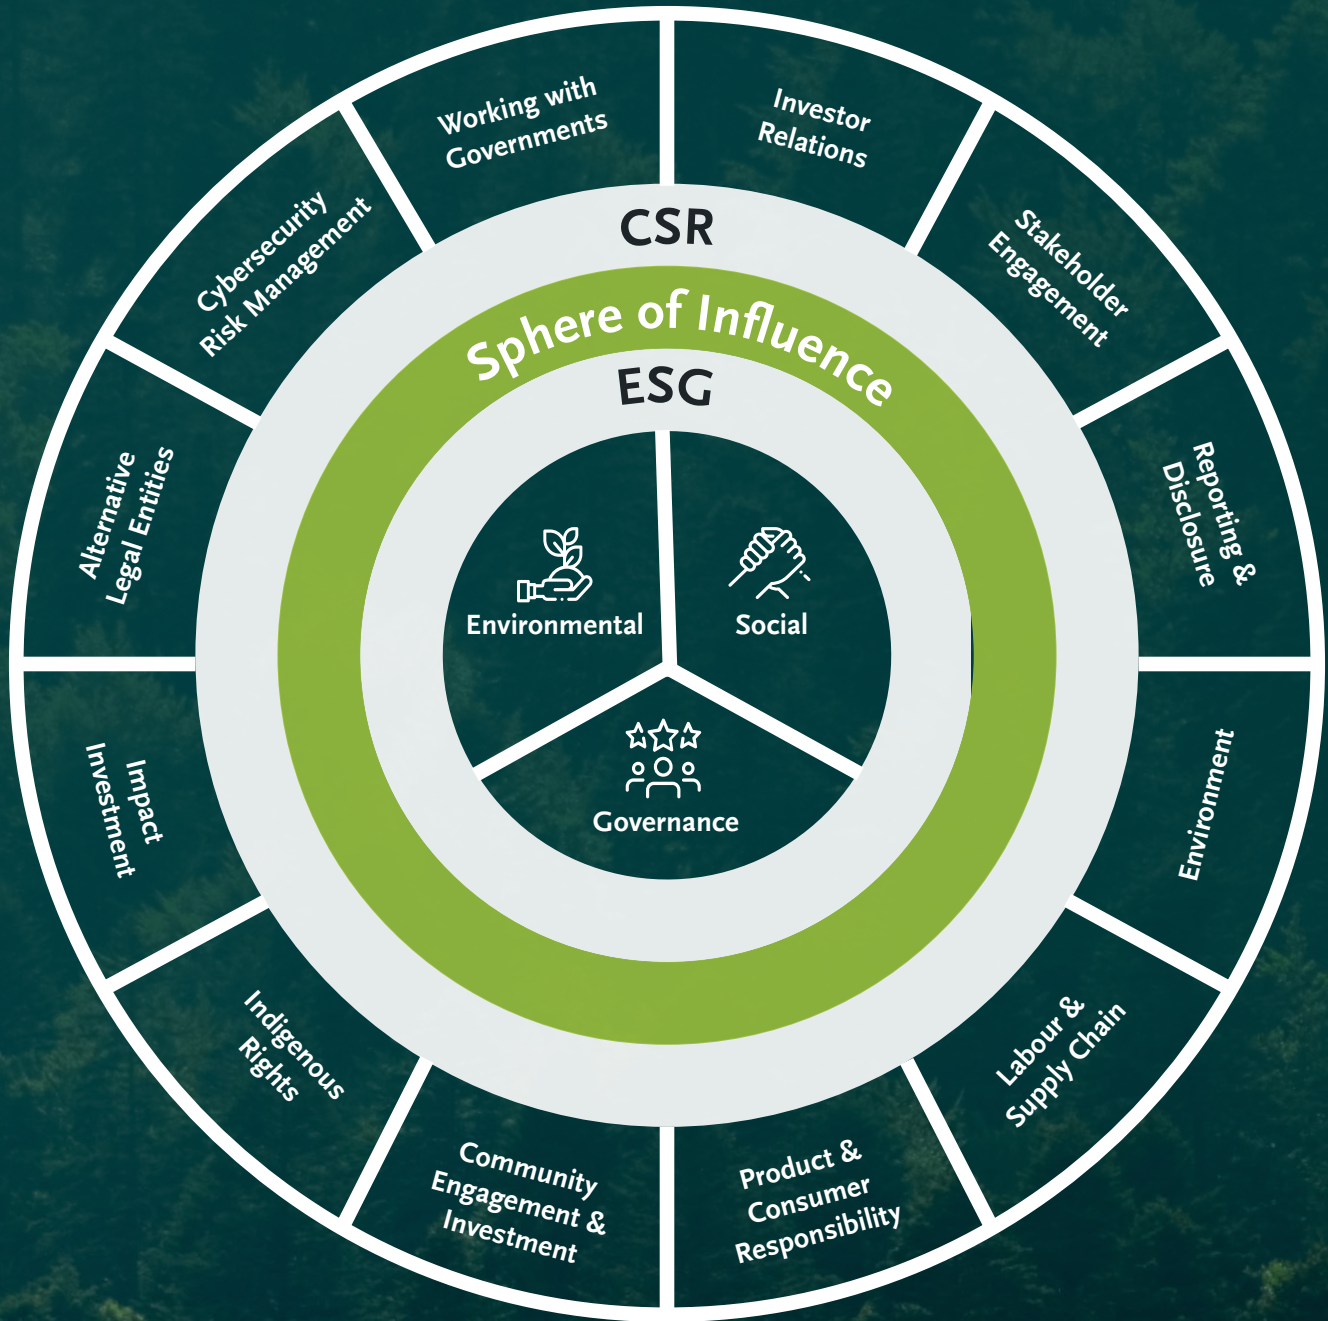 Working with
Governments
Investor
Relations
Stakeholder
Engagement
Reporting &
Disclosure
Environment
Labour &
Supply Chain
Product &
Consumer
Responsibility
Community
Engagement &
Investment
Indigenous
Rights
Impact
Investment
Alternative
Legal Entities
Cybersecurity
Risk Management
CSR
Sphere of Influence
ESG
Environmental
Social
Governance